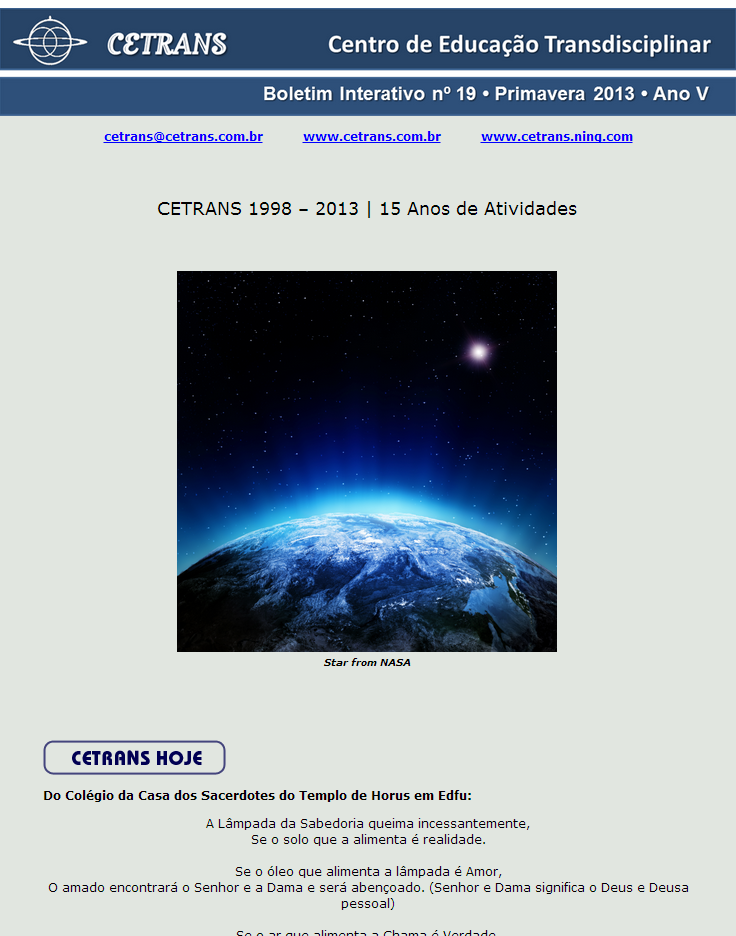 CETRANS
Centro de Educação Transdisciplinar
Boletim Interativo nº 19 • Primavera 2013 • Ano V
cetrans@cetrans.com.br www.cetrans.com.br www.cetrans.ning.com
CETRANS 1998 – 2013 | 15 Anos de Atividades
Star from NASA
CETRANS HOJE
Do Colégio da Casa dos Sacerdotes do Templo de Horus em Edfu:
A Lâmpada da Sabedoria queima incessantemente,
Se o solo que a alimenta é realidade.
Se o óleo que alimenta a lâmpada é Amor,
O amado encontrará o Senhor e a Dama e será abençoado. (Senhor e Dama significa o Deus e Deusa
pessoal)
Se o ar que alimenta a Chama é Verdade